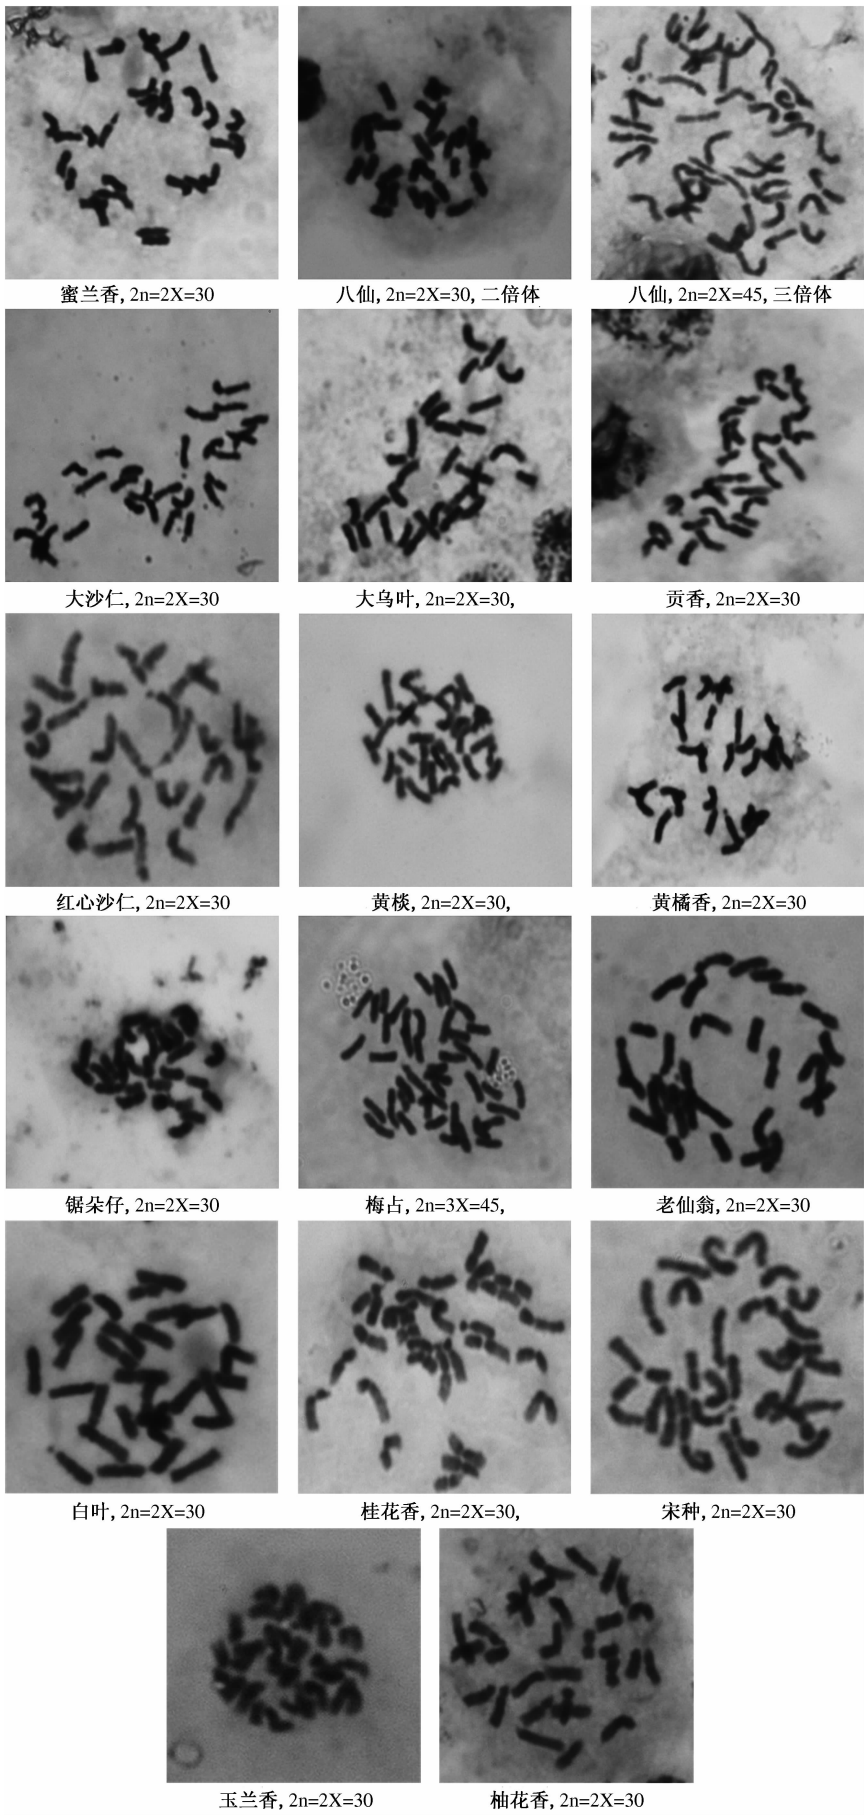 蜜兰香, 2n=2X=30
八仙, 2n=2X=30, 二倍体
八仙, 2n=2X=45, 三倍体
大沙仁, 2n=2X=30
大乌叶, 2n=2X=30,
贡香, 2n=2X=30
红心沙仁, 2n=2X=30
黄棪, 2n=2X=30,
黄橘香, 2n=2X=30
锯朵仔, 2n=2X=30
梅占, 2n=3X=45,
老仙翁, 2n=2X=30
白叶, 2n=2X=30
桂花香, 2n=2X=30,
宋种, 2n=2X=30
玉兰香, 2n=2X=30
柚花香, 2n=2X=30